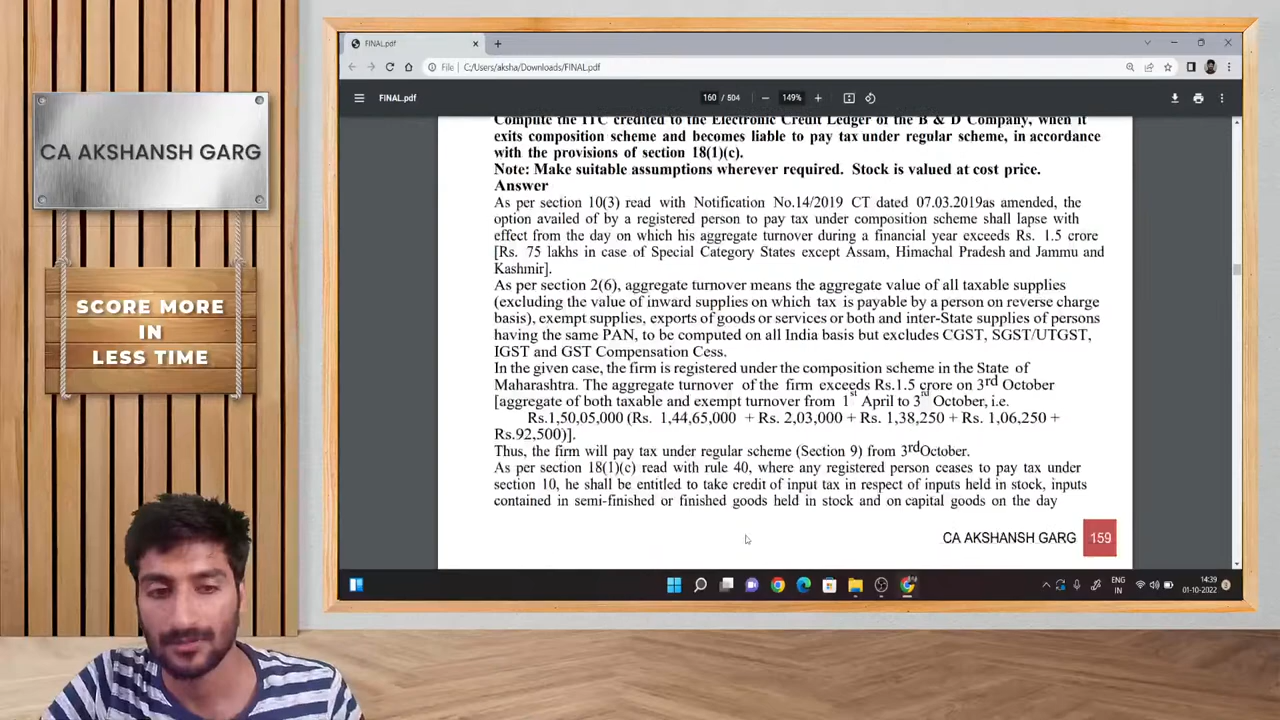 CA AKSHANSH GARG
SCORE MORE
IN
LESS TIME
FINAL.pdf
File
C:/Users/aksha/Downloads/FINAL.pdf
FINAL.pdf
160 / 504
149%
Compute the ITC credited to the Electronic Credit Ledger of the B & D Company, when it
exits composition scheme and becomes liable to pay tax under regular scheme, in accordance
with the provisions of section 18(1)(c).
Note: Make suitable assumptions wherever required. Stock is valued at cost price.
Answer
As per section 10(3) read with Notification No.14/2019 CT dated 07.03.2019as amended, the
option availed of by a registered person to pay tax under composition scheme shall lapse with
effect from the day on which his aggregate turnover during a financial year exceeds Rs. 1.5 crore
[Rs. 75 lakhs in case of Special Category States except Assam, Himachal Pradesh and Jammu and
Kashmir].
As per section 2(6), aggregate turnover means the aggregate value of all taxable supplies
(excluding the value of inward supplies on which tax is payable by a person on reverse charge
basis), exempt supplies, exports of goods or services or both and inter-State supplies of persons
having the same PAN, to be computed on all India basis but excludes CGST, SGST/UTGST,
IGST and GST Compensation Cess.
In the given case, the firm is registered under the composition scheme in the State of
Maharashtra. The aggregate turnover of the firm exceeds Rs.1.5 crore on 3rd October
[aggregate of both taxable and exempt turnover from 1st April to 3rd October, i.e.
Rs.1,50,05,000 (Rs. 1,44,65,000 + Rs. 2,03,000 + Rs. 1,38,250 + Rs. 1,06,250 +
Rs.92,500)].
Thus, the firm will pay tax under regular scheme (Section 9) from 3rdOctober.
As per section 18(1)(c) read with rule 40, where any registered person ceases to pay tax under
section 10, he shall be entitled to take credit of input tax in respect of inputs held in stock, inputs
contained in semi-finished or finished goods held in stock and on capital goods on the day
CA AKSHANSH GARG 159
ENG
IN
14:39
01-10-2022